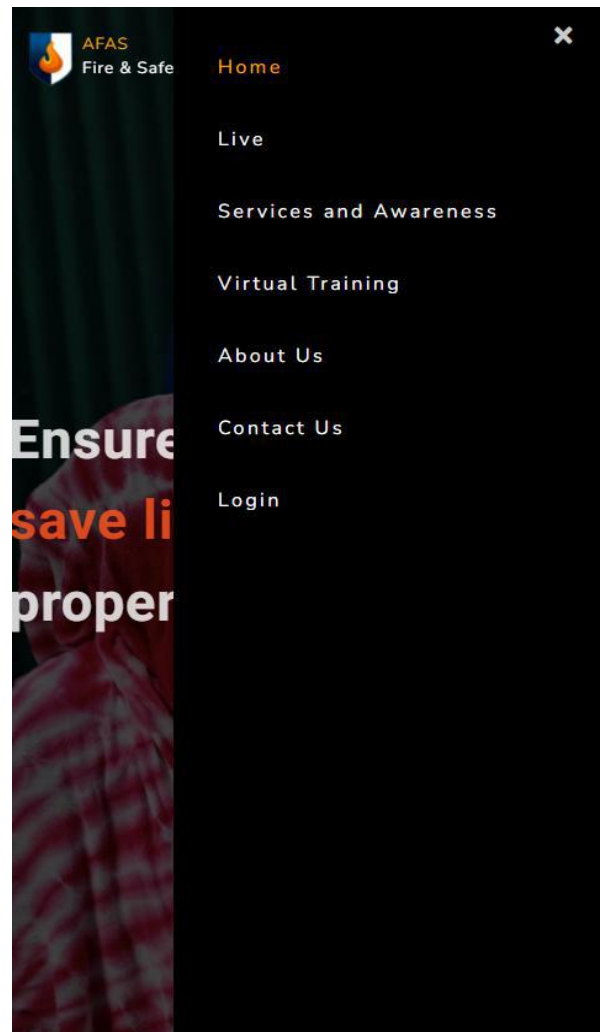 AFAS
Fire & Safe
Home
Live
Services and Awareness
Virtual Training
About Us
Contact Us
Login
Ensure
save li
proper